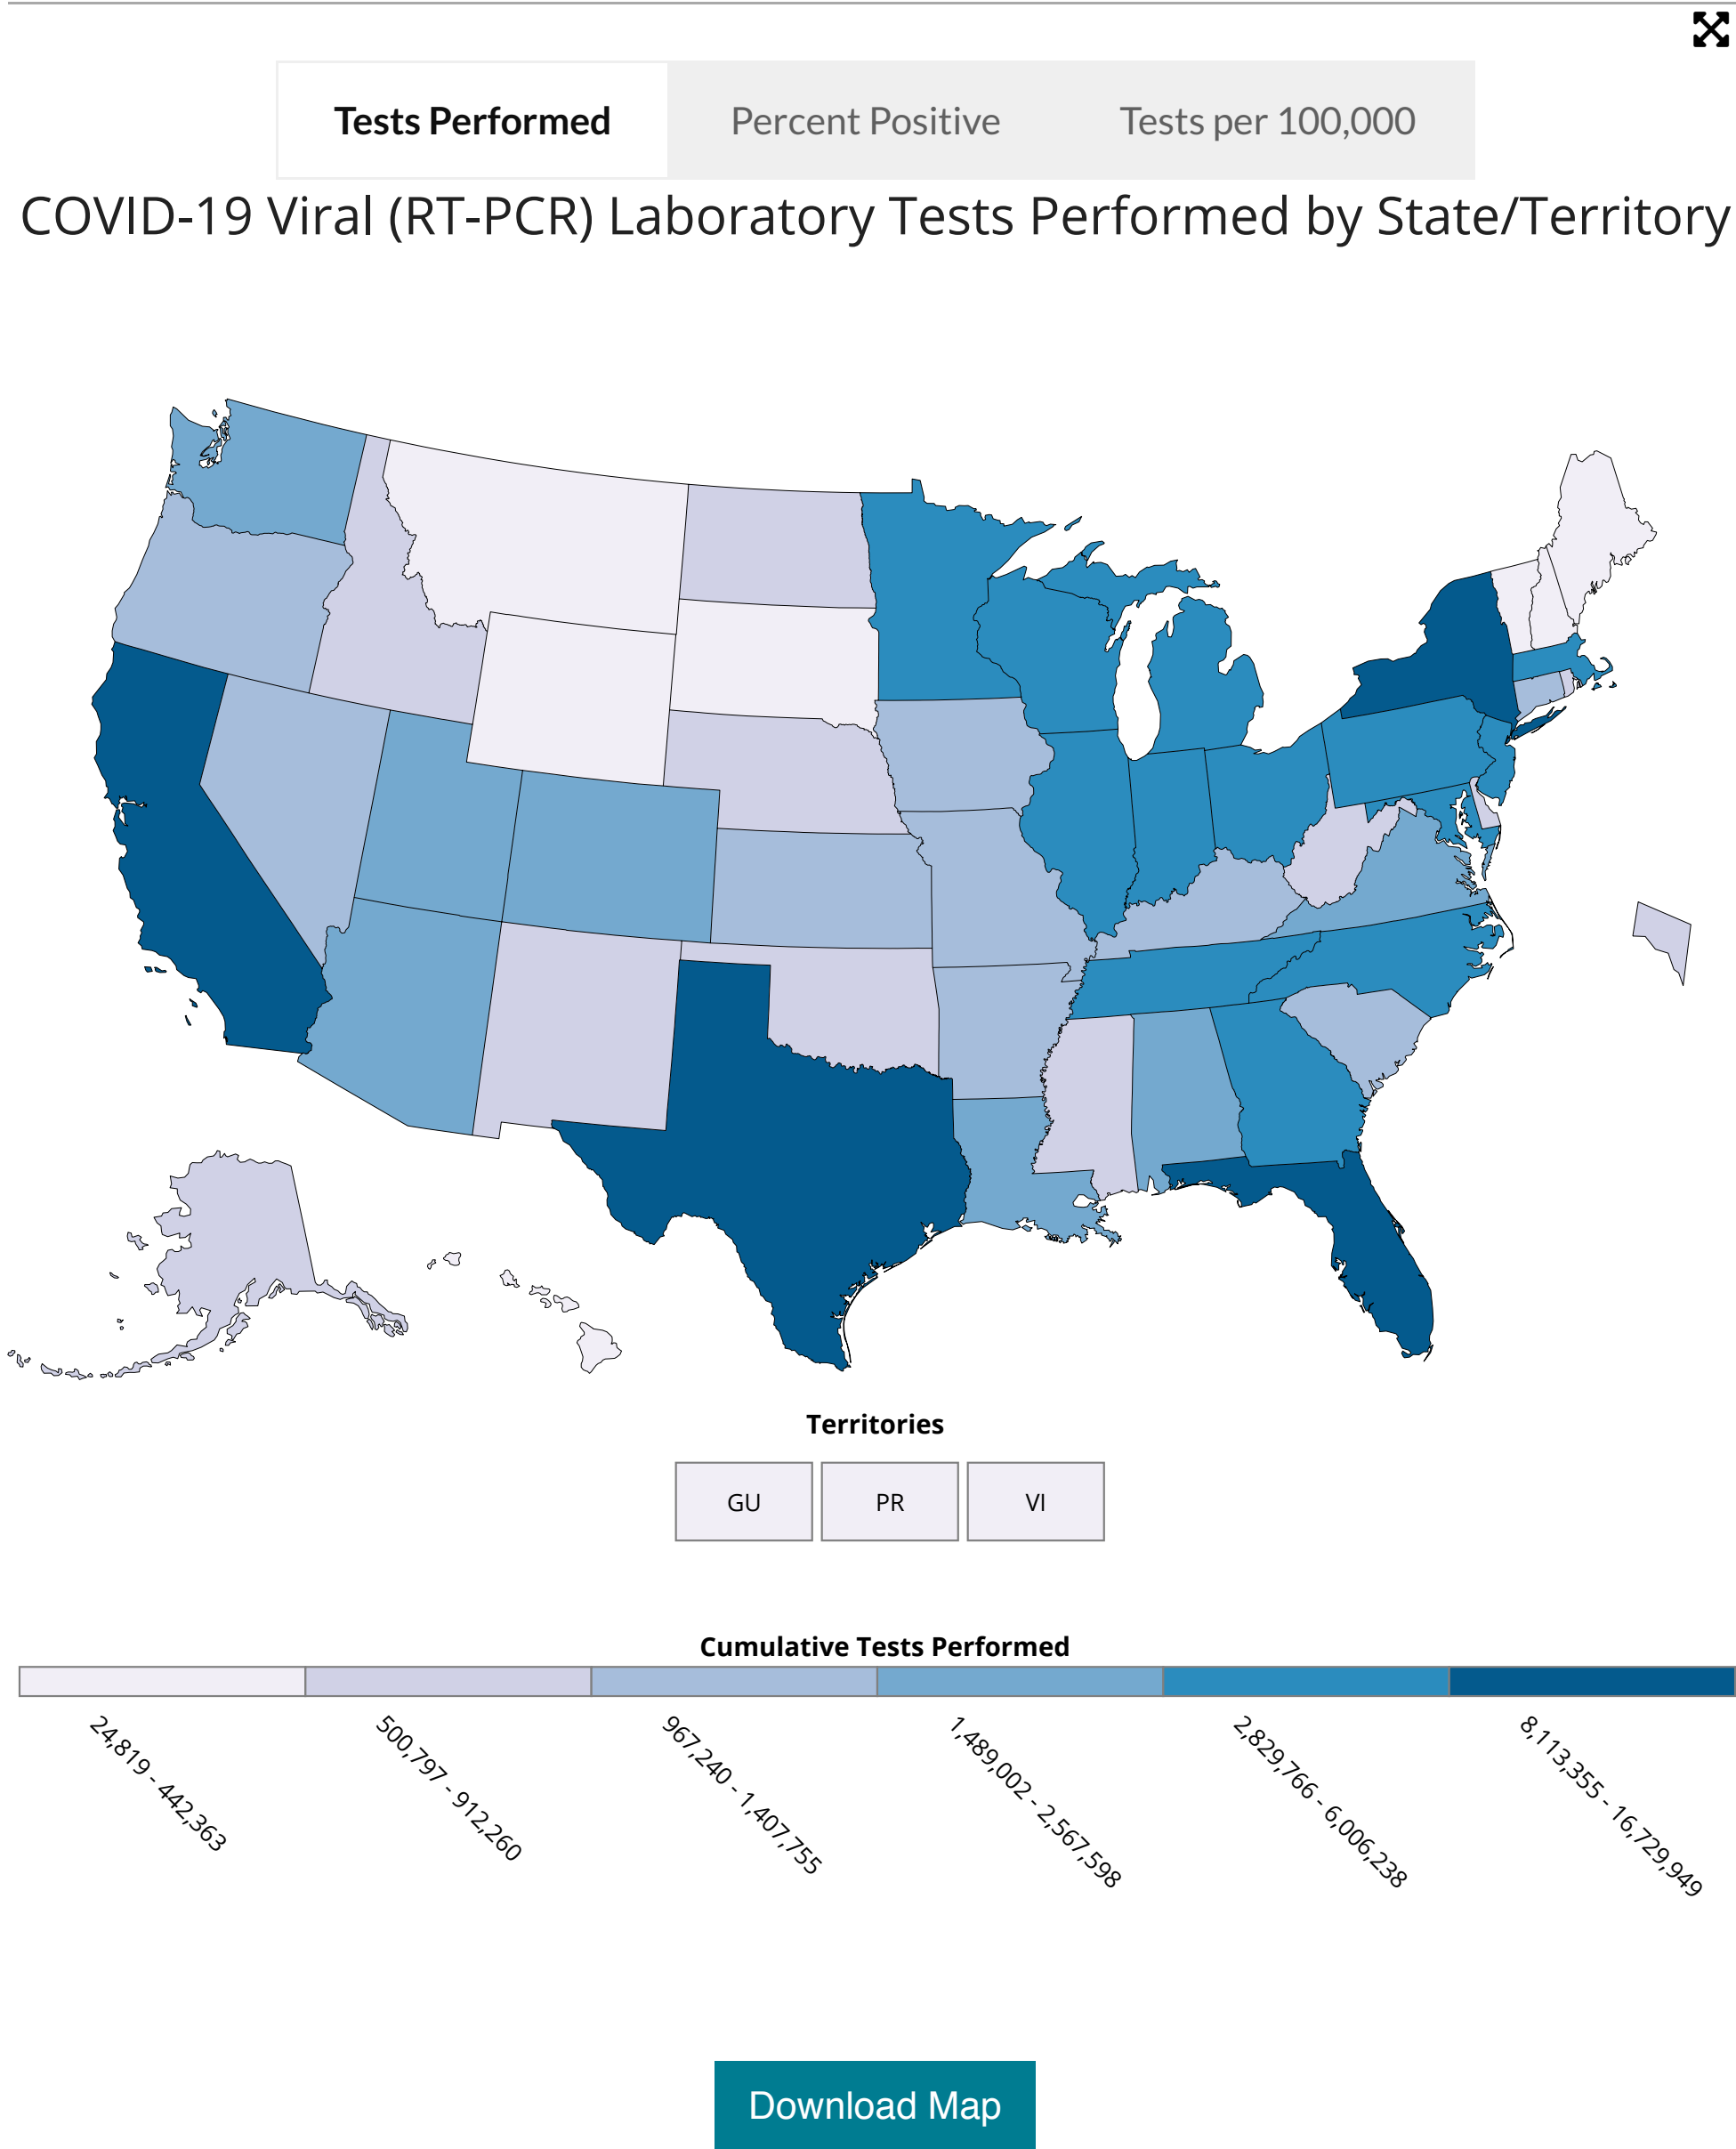 Tests Performed Percent Positive Tests per 100,000
COVID-19 Viral (RT-PCR) Laboratory Tests Performed by State/Territory
Territories
GU PR VI
Cumulative Tests Performed
24,819 - 442,363
500,797 - 912,260
967,240 - 1,407,755
1,489,002 - 2,567,598
2,829,766 - 6,006,238
8,113,355 - 16,729,949
Download Map